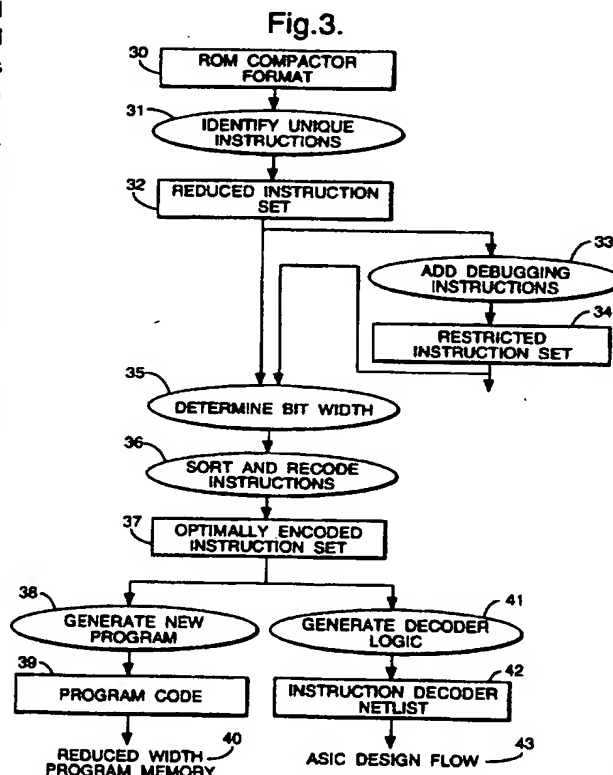 Fig.3.
30
ROM COMPACTOR
FORMAT
31
IDENTIFY UNIQUE
INSTRUCTIONS
32
REDUCED INSTRUCTION
SET
33
ADD DEBUGGING
INSTRUCTIONS
34
RESTRICTED
INSTRUCTION SET
35
DETERMINE BIT WIDTH
36
SORT AND RECODE
INSTRUCTIONS
37
OPTIMALLY ENCODED
INSTRUCTION SET
38
GENERATE NEW
PROGRAM
41
GENERATE DECODER
LOGIC
39
PROGRAM CODE
42
INSTRUCTION DECODER
NETLIST
40
REDUCED WIDTH
PROGRAM MEMORY
ASIC DESIGN FLOW
43